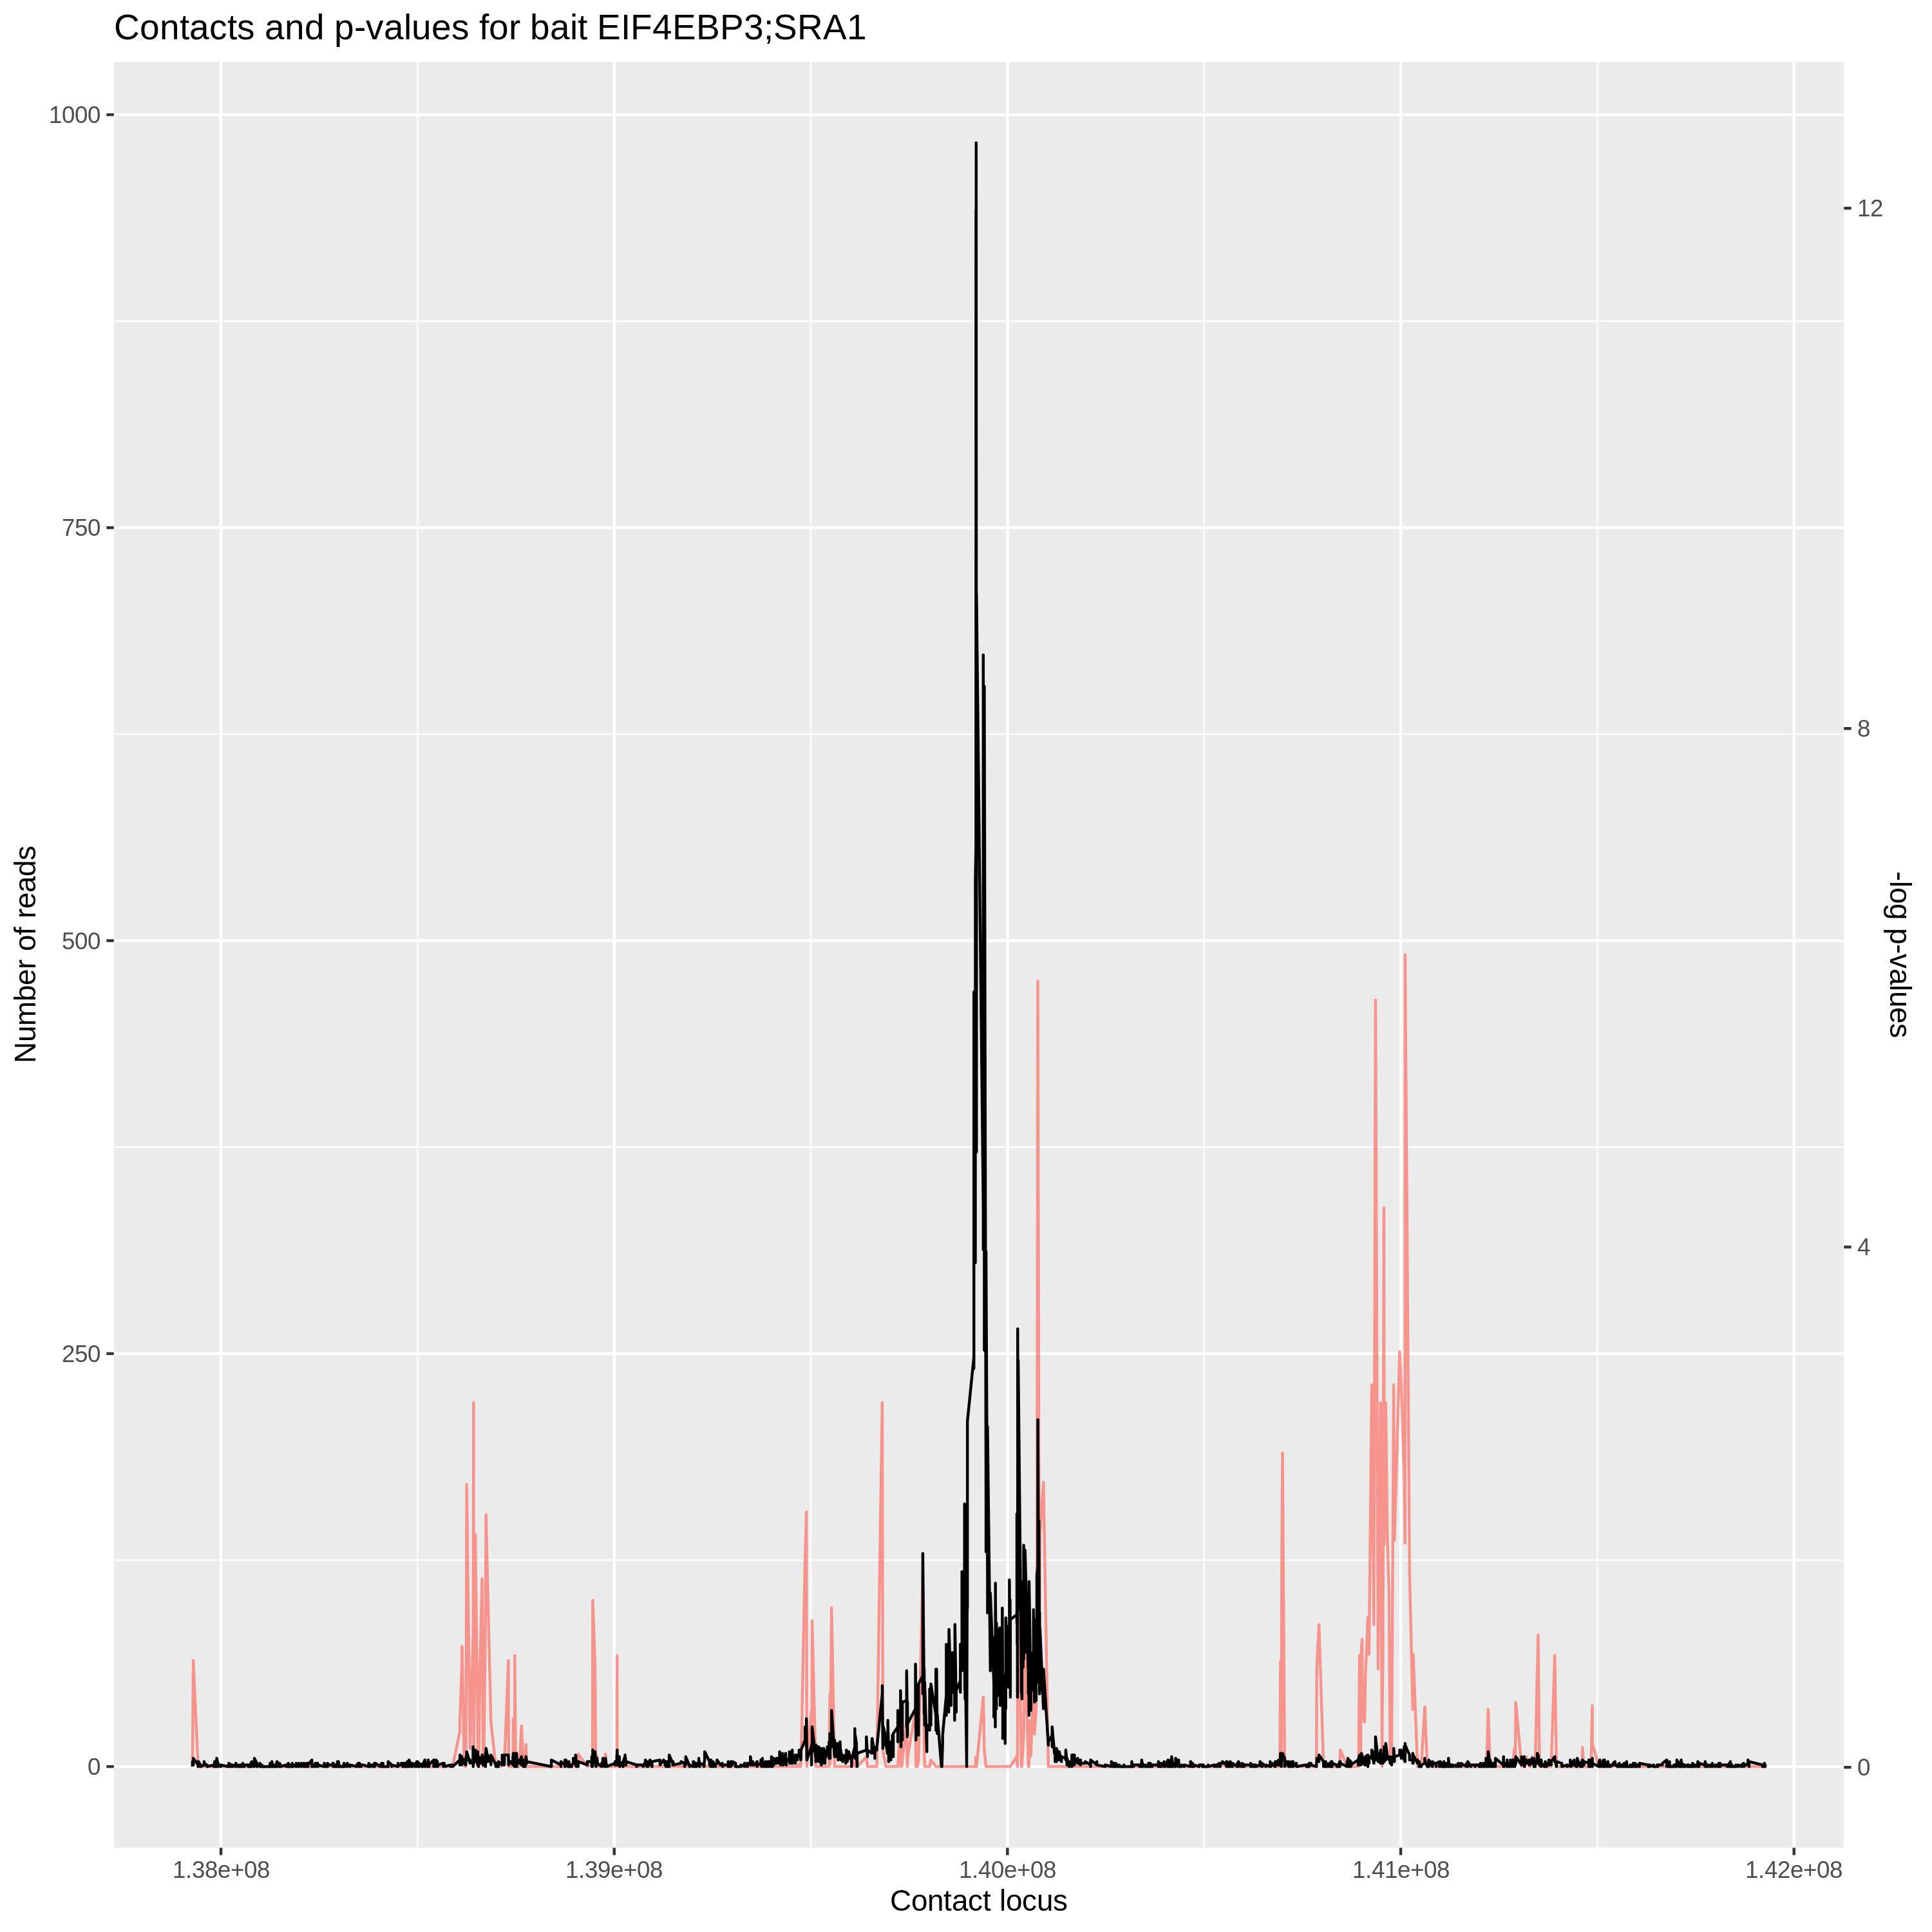 Contacts and p-values for bait EIF4EBP3;SRA1
1000
750
500
250
0
Number of reads
12
8
4
0
-log p-values
1.38e+08
1.39e+08
1.40e+08
1.41e+08
1.42e+08
Contact locus